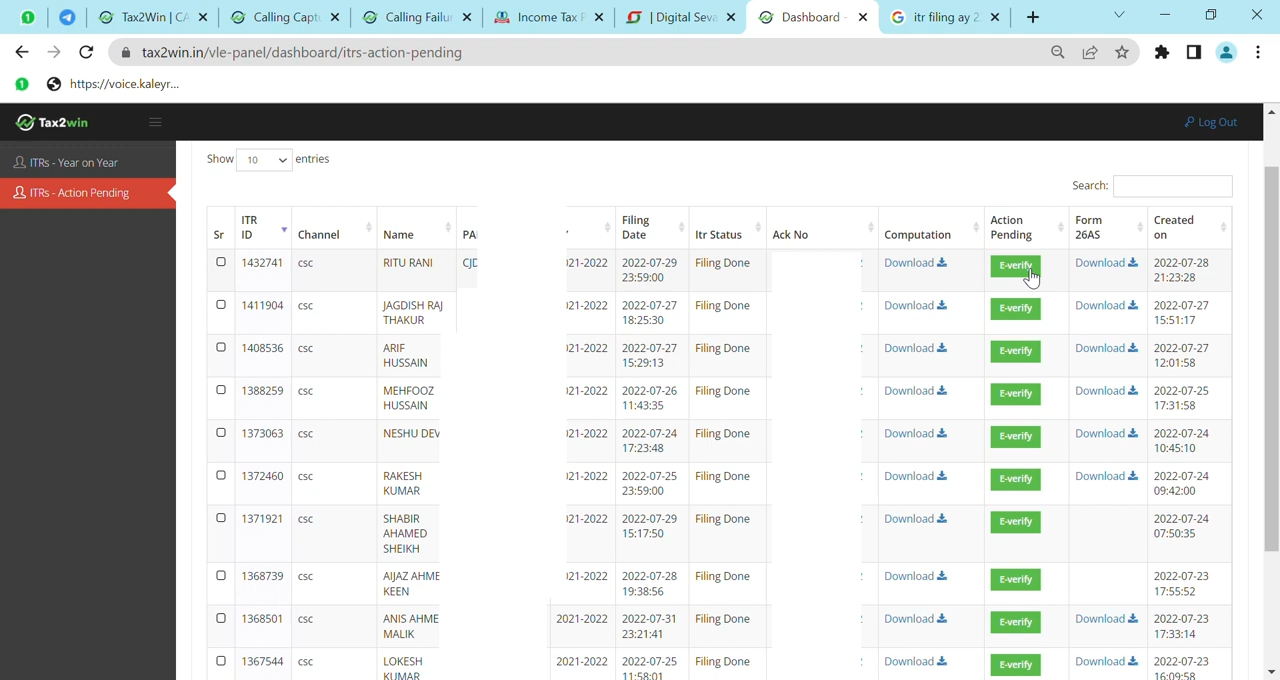 1 Tax2Win | CA Calling Captu Calling Failur Income Tax F | Digital Seva Dashboard - itr filing ay 2
tax2win.in/vle-panel/dashboard/itrs-action-pending
1 https://voice.kaleyr...
Tax2win Log Out
ITRs - Year on Year
ITRs - Action Pending
Show 10 entries
Search:
Sr ITR ID Channel Name PA Filing Date Itr Status Ack No Computation Action Pending Form 26AS Created on
1432741 csc RITU RANI CJD 021-2022 2022-07-29 Filing Done Download E-verify Download 2022-07-28
23:59:00 21:23:28
1411904 csc JAGDISH RAJ 021-2022 2022-07-27 Filing Done Download E-verify Download 2022-07-27
THAKUR 18:25:30 15:51:17
1408536 csc ARIF 021-2022 2022-07-27 Filing Done Download E-verify Download 2022-07-27
HUSSAIN 15:29:13 12:01:58
1388259 csc MEHFOOZ 021-2022 2022-07-26 Filing Done Download E-verify Download 2022-07-25
HUSSAIN 11:43:35 17:31:58
1373063 csc NESHU DEV 021-2022 2022-07-24 Filing Done Download E-verify Download 2022-07-24
17:23:48 10:45:10
1372460 csc RAKESH 021-2022 2022-07-25 Filing Done Download E-verify Download 2022-07-24
KUMAR 23:59:00 09:42:00
1371921 csc SHABIR 021-2022 2022-07-29 Filing Done Download E-verify 2022-07-24
AHAMED 15:17:50 07:50:35
SHEIKH
1368739 csc AIJAZ AHME 021-2022 2022-07-28 Filing Done Download E-verify 2022-07-23
KEEN 19:38:56 17:55:52
1368501 csc ANIS AHME 2021-2022 2022-07-31 Filing Done Download E-verify Download 2022-07-23
MALIK 23:21:41 17:33:14
1367544 csc LOKESH 2021-2022 2022-07-25 Filing Done Download E-verify Download 2022-07-23
KUMAR 11:58:01 16:09:58